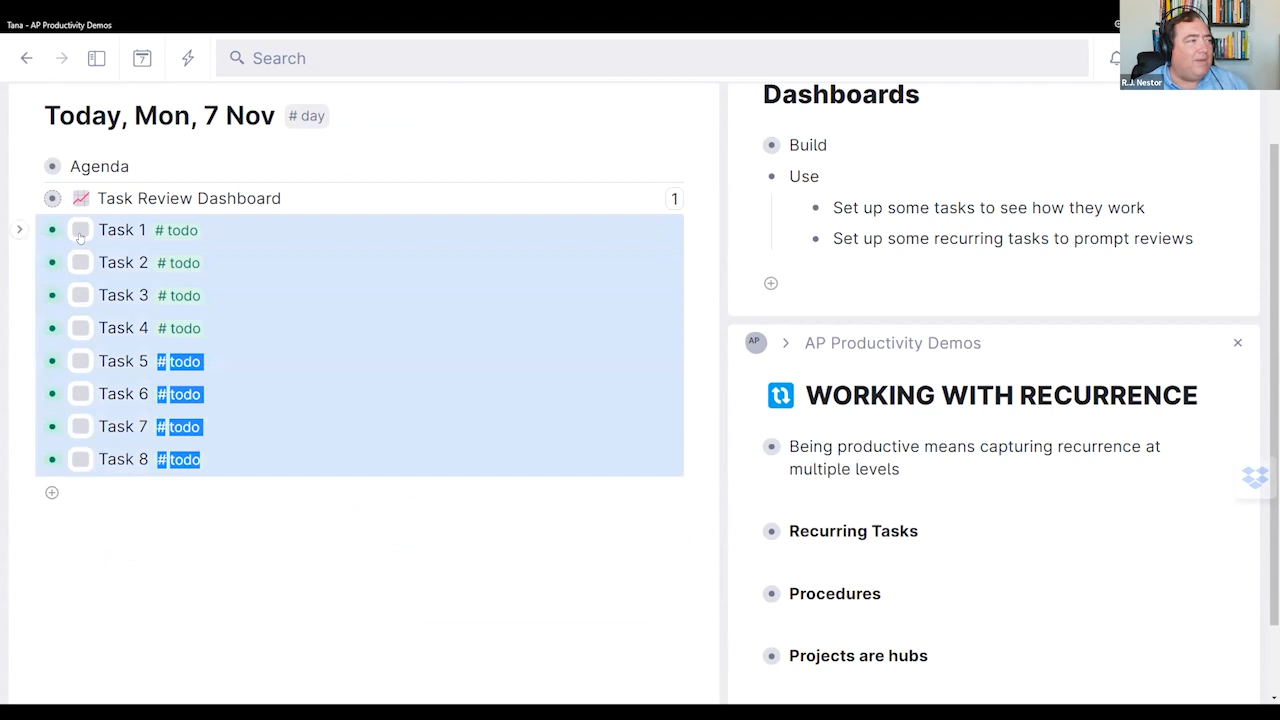 Tana - AP Productivity Demos
7
Search
R.J. Nestor
Today, Mon, 7 Nov # day
Agenda
Task Review Dashboard 1
Task 1 # todo
Task 2 # todo
Task 3 # todo
Task 4 # todo
Task 5 # todo
Task 6 # todo
Task 7 # todo
Task 8 # todo
Dashboards
Build
Use
Set up some tasks to see how they work
Set up some recurring tasks to prompt reviews
AP AP Productivity Demos
WORKING WITH RECURRENCE
Being productive means capturing recurrence at
multiple levels
Recurring Tasks
Procedures
Projects are hubs